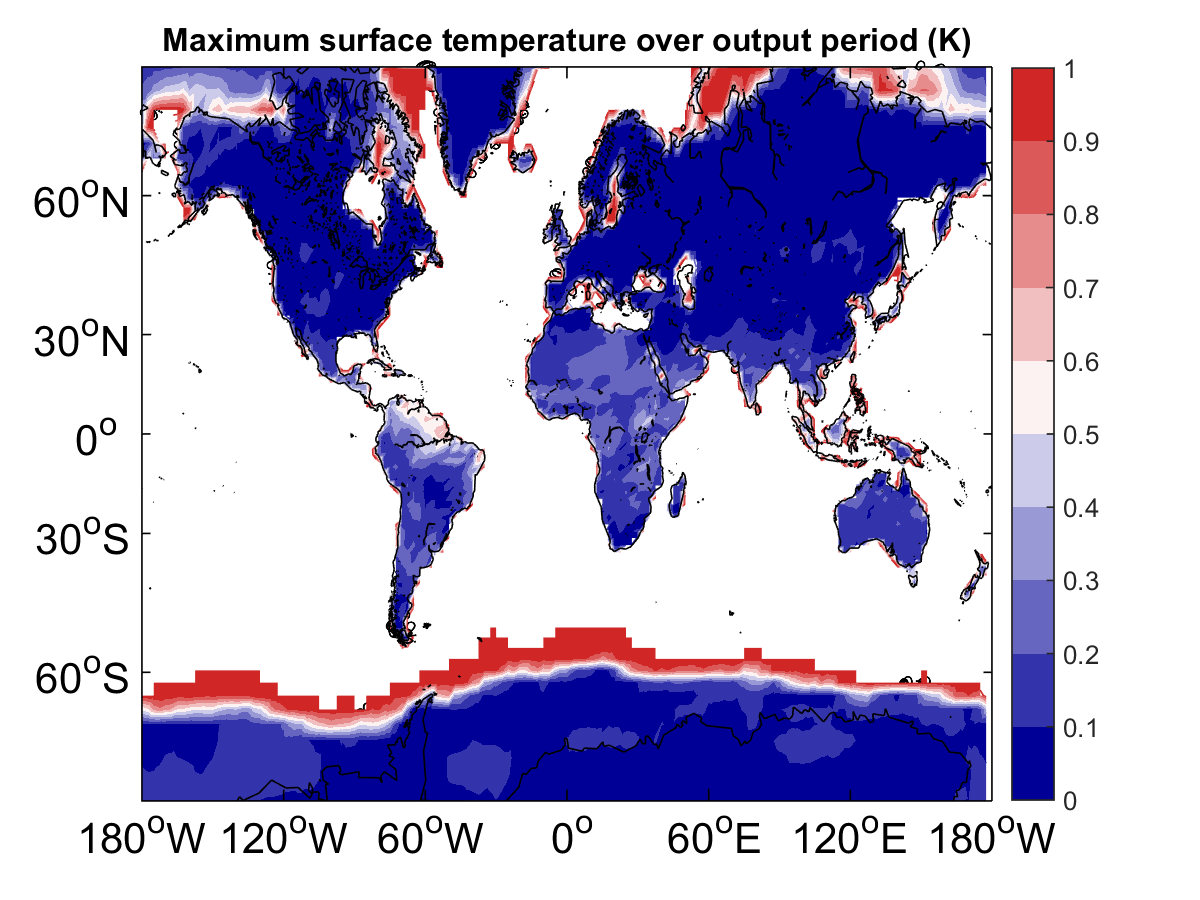 Maximum surface temperature over output period (K)
60°N
30°N
0°
30°S
60°S
180°W 120°W 60°W 0° 60°E 120°E 180°W
1
0.9
0.8
0.7
0.6
0.5
0.4
0.3
0.2
0.1
0